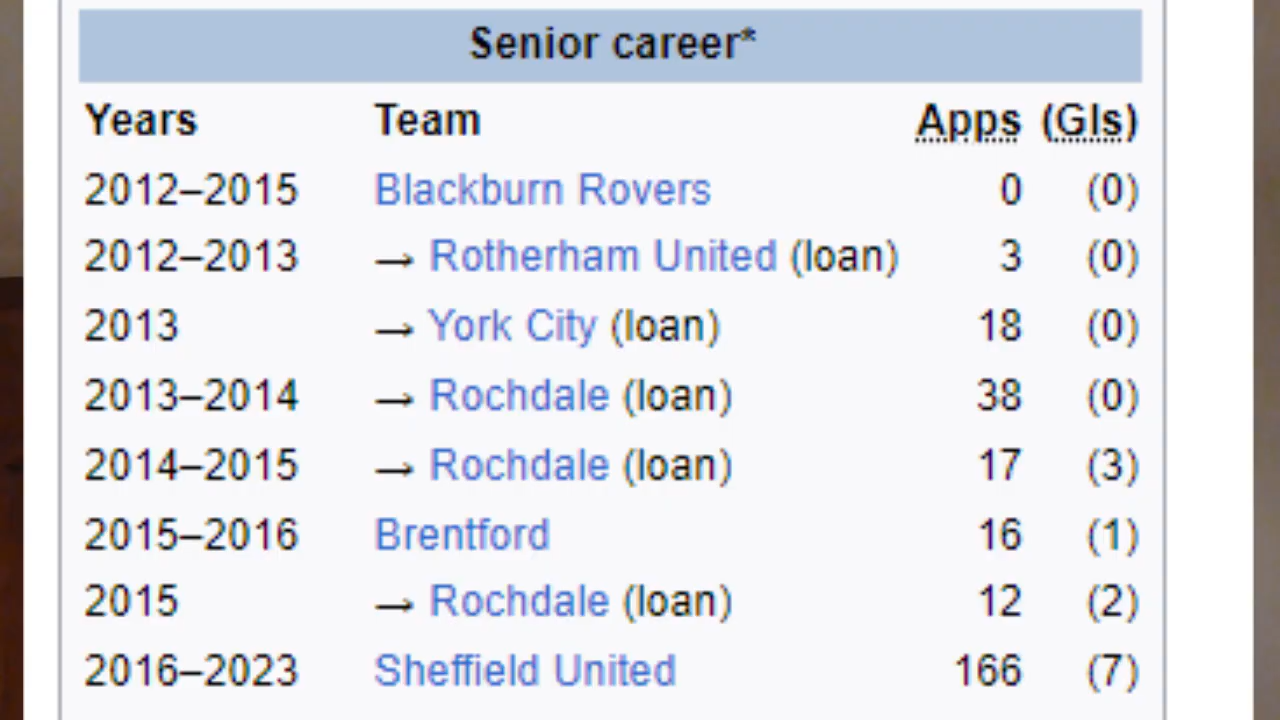 Senior career*
Years Team Apps (Gls)
2012–2015 Blackburn Rovers 0 (0)
2012–2013 → Rotherham United (loan) 3 (0)
2013 → York City (loan) 18 (0)
2013–2014 → Rochdale (loan) 38 (0)
2014–2015 → Rochdale (loan) 17 (3)
2015–2016 Brentford 16 (1)
2015 → Rochdale (loan) 12 (2)
2016–2023 Sheffield United 166 (7)